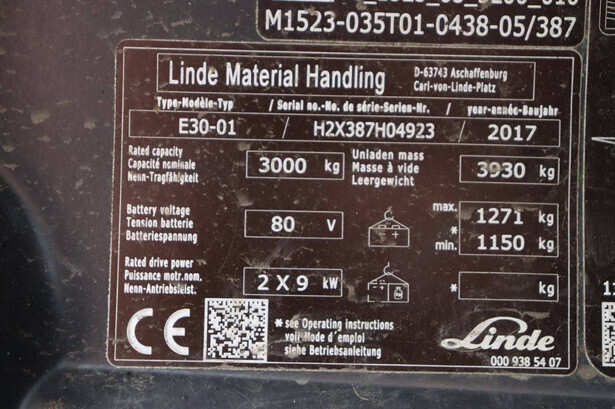 M1523-035T01-0438-05/387
Linde Material Handling
D-63743 Aschaffenburg
Carl-von-Linde-Platz
Type-Modèle-Typ / Serial no.-No. de série-Serien-Nr. / year-année-Baujahr
E30-01 / H2X387H04923 / 2017
Rated capacity
Capacité nominale
Nenn-Tragfähigkeit
3000 kg
Unladen mass
Masse à vide
Leergewicht
3930 kg
Battery voltage
Tension batterie
Batteriespannung
80 V
max. 1271 kg
*
min. 1150 kg
Rated drive power
Puissance motr.nom.
Nenn-Antriebsleist.
2 X 9 kW
* kg
CE
* see Operating instructions
voir Mode d'emploi
siehe Betriebsanleitung
Linde
000 938 54 07